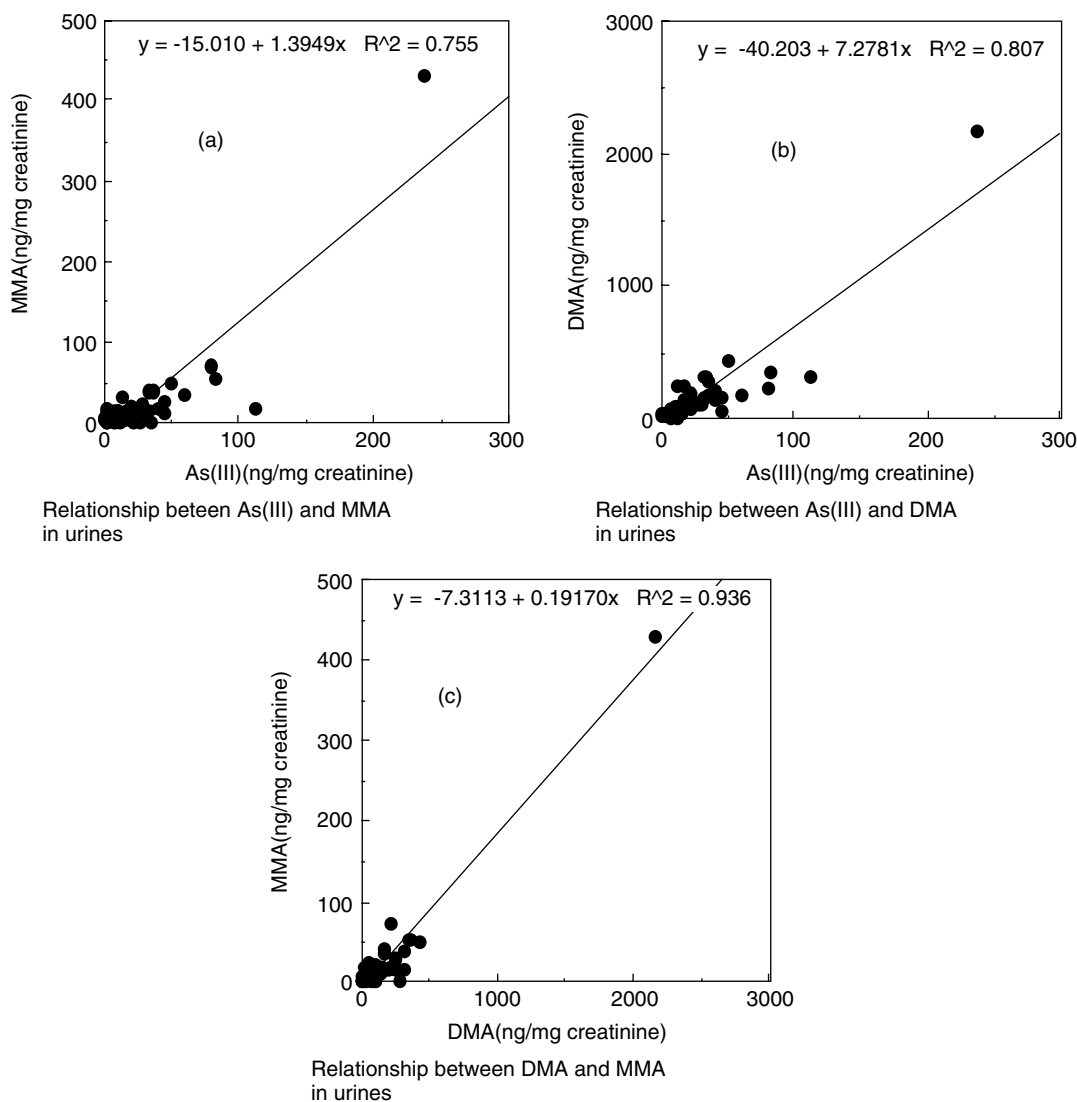 y = -15.010 + 1.3949x R^2 = 0.755
(a)
500
400
300
200
100
0
MMA(ng/mg creatinine)
0
100
200
300
As(III)(ng/mg creatinine)
Relationship beteen As(III) and MMA
in urines
y = -40.203 + 7.2781x R^2 = 0.807
(b)
3000
2000
1000
0
DMA(ng/mg creatinine)
0
100
200
300
As(III)(ng/mg creatinine)
Relationship between As(III) and DMA
in urines
y = -7.3113 + 0.19170x R^2 = 0.936
(c)
500
400
300
200
100
0
MMA(ng/mg creatinine)
0
1000
2000
3000
DMA(ng/mg creatinine)
Relationship between DMA and MMA
in urines